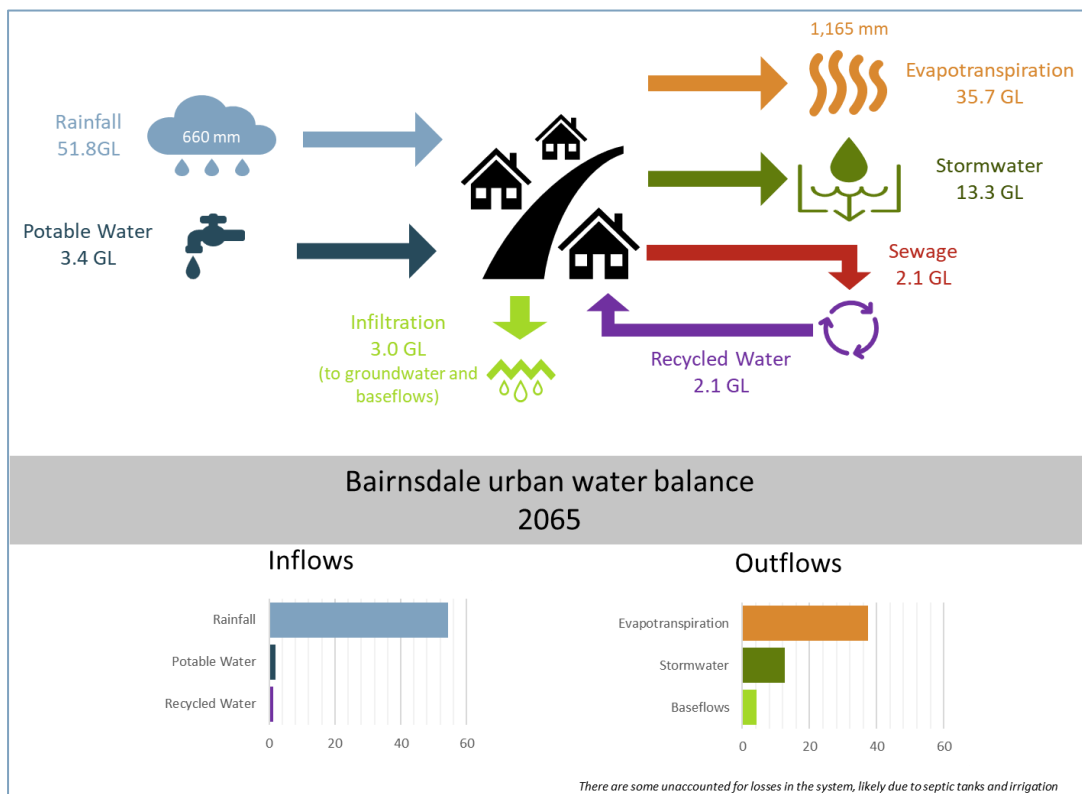 1,165 mm
Evapotranspiration
35.7 GL
Rainfall
51.8GL
660 mm
Stormwater
13.3 GL
Potable Water
3.4 GL
Sewage
2.1 GL
Infiltration
3.0 GL
(to groundwater and
baseflows)
Recycled Water
2.1 GL
Bairnsdale urban water balance
2065
Inflows
Rainfall
Potable Water
Recycled Water
0 20 40 60
Outflows
Evapotranspiration
Stormwater
Baseflows
0 20 40 60
There are some unaccounted for losses in the system, likely due to septic tanks and irrigation